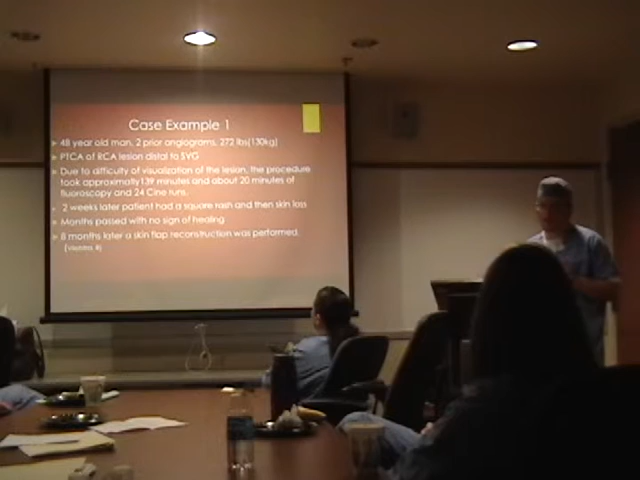 Case Example 1
48 year old man, 2 prior angiograms, 272 lbs(130kg)
PTCA of RCA lesion distal to SVG
Due to difficulty of visualization of the lesion, the procedure
took approximatly139 minutes and about 20 minutes of
fluoroscopy and 24 Cine runs.
2 weeks later patient had a square rash and then skin loss
Months passed with no sign of healing
8 months later a skin flap reconstruction was performed.